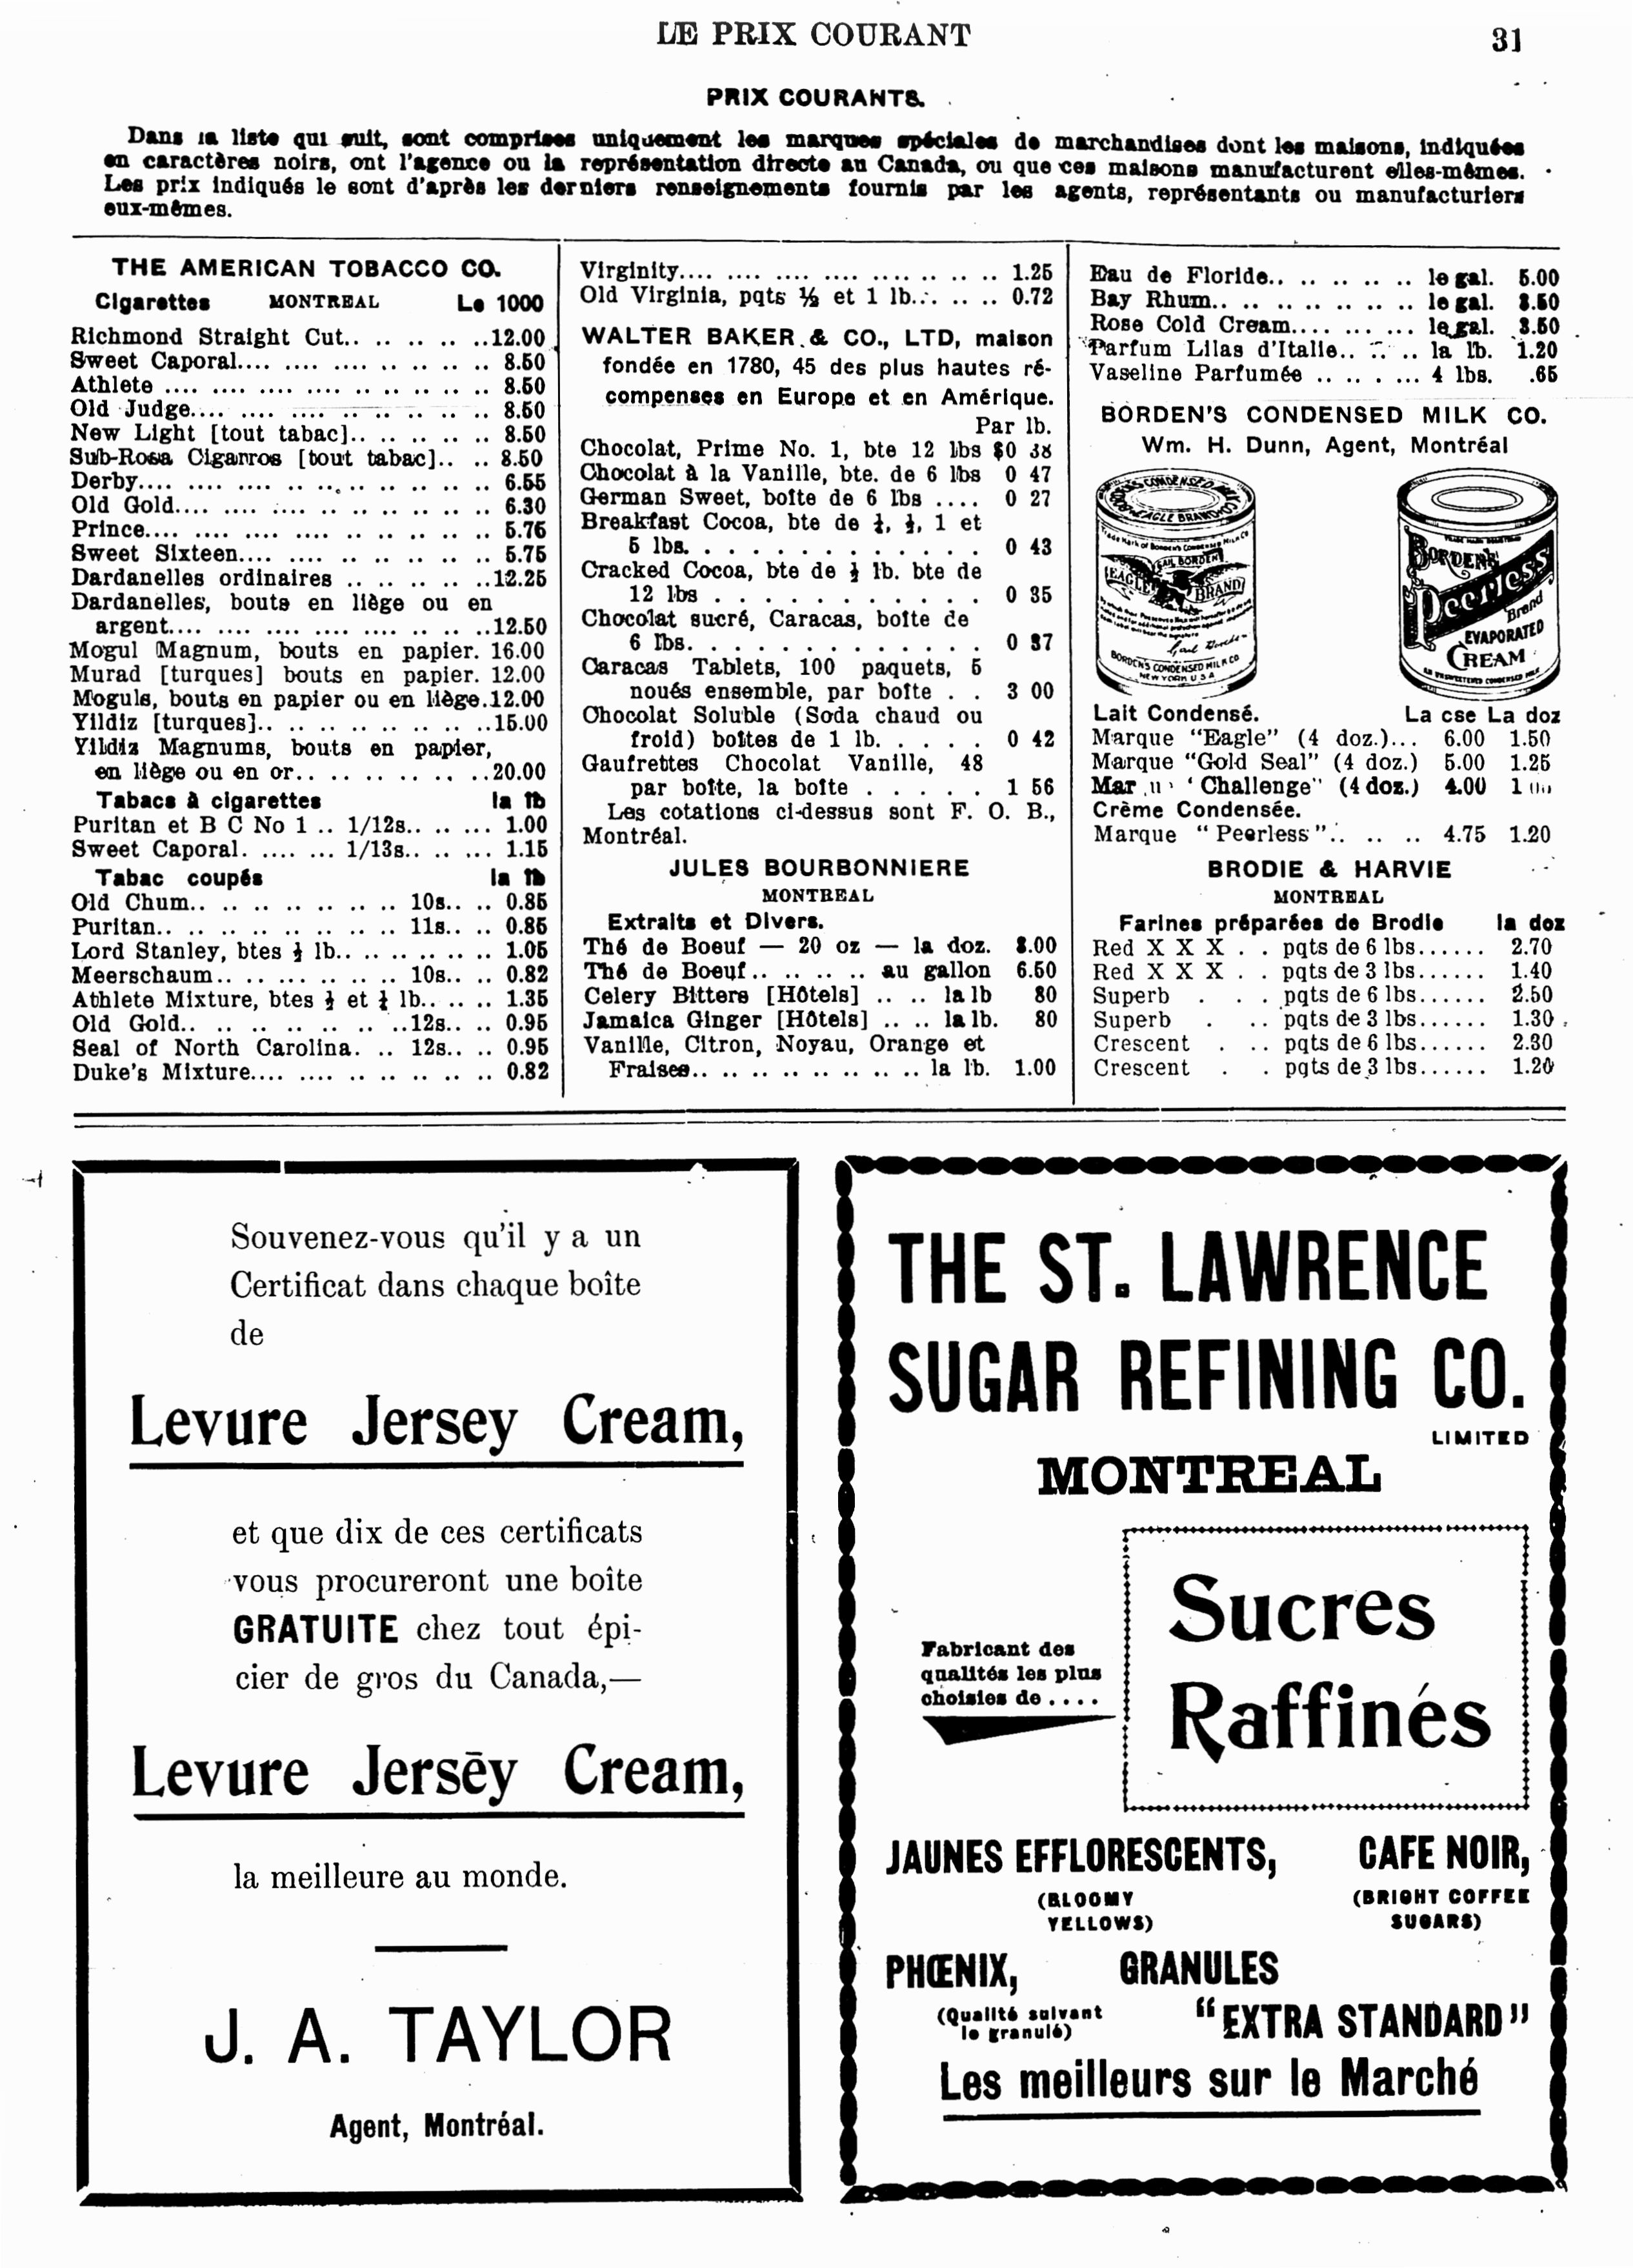 LE PRIX COURANT
31
PRIX COURANTS.
Dans la liste qui suit, sont comprises uniquement les marques spéciales de marchandises dont les maisons, indiquées
en caractères noirs, ont l'agence ou la représentation directe au Canada, ou que ces maisons manufacturent elles-mêmes.
Les prix indiqués le sont d'après les derniers renseignements fournis par les agents, représentants ou manufacturiers
eux-mêmes.
THE AMERICAN TOBACCO CO.
Cigarettes MONTREAL Le 1000
Richmond Straight Cut.. .. .. .. ..12.00
Sweet Caporal.... .... .... .. .. .. .. 8.50
Athlete .... .... .... .... .. .. .. .. 8.50
Old Judge.... .... .... .. .. .. .. .. 8.50
New Light [tout tabac].. .. .. .. .. 8.50
Sub-Rosa Ciganros [tout tabac].. .. 8.50
Derby.... .... .... .. .. .. .. .. .. .. 6.55
Old Gold.... .... .... .. .. .. .. .. .. 6.30
Prince.... .... .... .... .. .. .. .. .. 5.75
Sweet Sixteen.... .... .. .. .. .. .. 5.75
Dardanelles ordinaires .. .. .. .. ..12.25
Dardanelles, bouts en liège ou en
argent.... .... .... .... .... .. .. ..12.50
Mogul Magnum, bouts en papier. 16.00
Murad [turques] bouts en papier. 12.00
Moguls, bouts en papier ou en liège.12.00
Yildiz [turques].. .. .. .. .. .. .. ..15.00
Yildiz Magnums, bouts en papier,
en liège ou en or.. .. .. .. .. .. ..20.00
Tabacs à cigarettes la lb
Puritan et B C No 1 .. 1/12s.. .. ... 1.00
Sweet Caporal. .... ... 1/13s.. .. ... 1.15
Tabac coupés la lb
Old Chum.. .. .. .. .. .. .. 10s.. .. 0.85
Puritan.. .. .. .. .. .. .. .. 11s.. .. 0.85
Lord Stanley, btes ½ lb.. .. .. .. .. 1.05
Meerschaum.. .. .. .. .. .. 10s.. .. 0.82
Athlete Mixture, btes ½ et ¼ lb.. .. .. 1.35
Old Gold.. .. .. .. .. .. .. ..12s.. .. 0.95
Seal of North Carolina. .. 12s.. .. 0.95
Duke's Mixture.... .... .. .. .. .. .. 0.82
Virginity.... .... .... .... .... .. .. .. 1.25
Old Virginia, pqts ½ et 1 lb... .. .. 0.72
WALTER BAKER & CO., LTD, maison
fondée en 1780, 45 des plus hautes ré-
compenses en Europe et en Amérique.
Par lb.
Chocolat, Prime No. 1, bte 12 lbs $0 38
Chocolat à la Vanille, bte. de 6 lbs 0 47
German Sweet, boîte de 6 lbs .... 0 27
Breakfast Cocoa, bte de ¼, ½, 1 et
5 lbs. . . . . . . . . . . . . 0 43
Cracked Cocoa, bte de ½ lb. bte de
12 lbs . . . . . . . . . . . 0 35
Chocolat sucré, Caracas, boîte de
6 lbs. . . . . . . . . . . . . 0 37
Caracas Tablets, 100 paquets, 5
noués ensemble, par boîte . . 3 00
Chocolat Soluble (Soda chaud ou
froid) boîtes de 1 lb. . . . . . 0 42
Gaufrettes Chocolat Vanille, 48
par boîte, la boîte . . . . . 1 56
Les cotations ci-dessus sont F. O. B.,
Montréal.
JULES BOURBONNIERE
MONTREAL
Extraits et Divers.
Thé de Boeuf — 20 oz — la doz. 8.00
Thé de Boeuf.. .. .. .. au gallon 6.50
Celery Bitters [Hôtels] .. .. la lb 80
Jamaica Ginger [Hôtels] .. .. la lb. 80
Vanille, Citron, Noyau, Orange et
Fraises.. .. .. .. .. .. .. .. la lb. 1.00
Eau de Floride.. .. .. .. .. le gal. 5.00
Bay Rhum.. .. .. .. .. .. .. le gal. 3.50
Rose Cold Cream.... ... ... le gal. 3.50
Parfum Lilas d'Italie.. .. .. la lb. 1.20
Vaseline Parfumée .. .. . ... 4 lbs. .65
BORDEN'S CONDENSED MILK CO.
Wm. H. Dunn, Agent, Montréal
CONDENSED MILK
EAGLE BRAND
Trade Mark of Borden's Condensed Milk Co
GAIL BORDEN
EAGLE BRAND
Gail Borden
BORDEN'S CONDENSED MILK CO
NEW YORK U S A
BORDEN'S
Peerless
Brand
EVAPORATED
CREAM
Lait Condensé. La cse La doz
Marque "Eagle" (4 doz.)... 6.00 1.50
Marque "Gold Seal" (4 doz.) 5.00 1.25
Mar u ' Challenge" (4 doz.) 4.00 1
Crème Condensée.
Marque " Peerless".. .. .. 4.75 1.20
BRODIE & HARVIE
MONTREAL
Farines préparées de Brodie la doz
Red X X X . . pqts de 6 lbs...... 2.70
Red X X X . . pqts de 3 lbs...... 1.40
Superb . . . pqts de 6 lbs...... 2.50
Superb . .. pqts de 3 lbs...... 1.30
Crescent . .. pqts de 6 lbs...... 2.30
Crescent . . pqts de 3 lbs...... 1.20
Souvenez-vous qu'il y a un
Certificat dans chaque boîte
de
Levure Jersey Cream,
et que dix de ces certificats
vous procureront une boîte
GRATUITE chez tout épi-
cier de gros du Canada,—
Levure Jersey Cream,
la meilleure au monde.
J. A. TAYLOR
Agent, Montréal.
THE ST. LAWRENCE
SUGAR REFINING CO.
LIMITED
MONTREAL
Fabricant des
qualités les plus
choisies de ....
Sucres
Raffinés
JAUNES EFFLORESCENTS, CAFE NOIR,
(BLOOMY (BRIGHT COFFEE
YELLOWS) SUGARS)
PHŒNIX, GRANULES
(Qualité suivant
le granulé)
"EXTRA STANDARD"
Les meilleurs sur le Marché